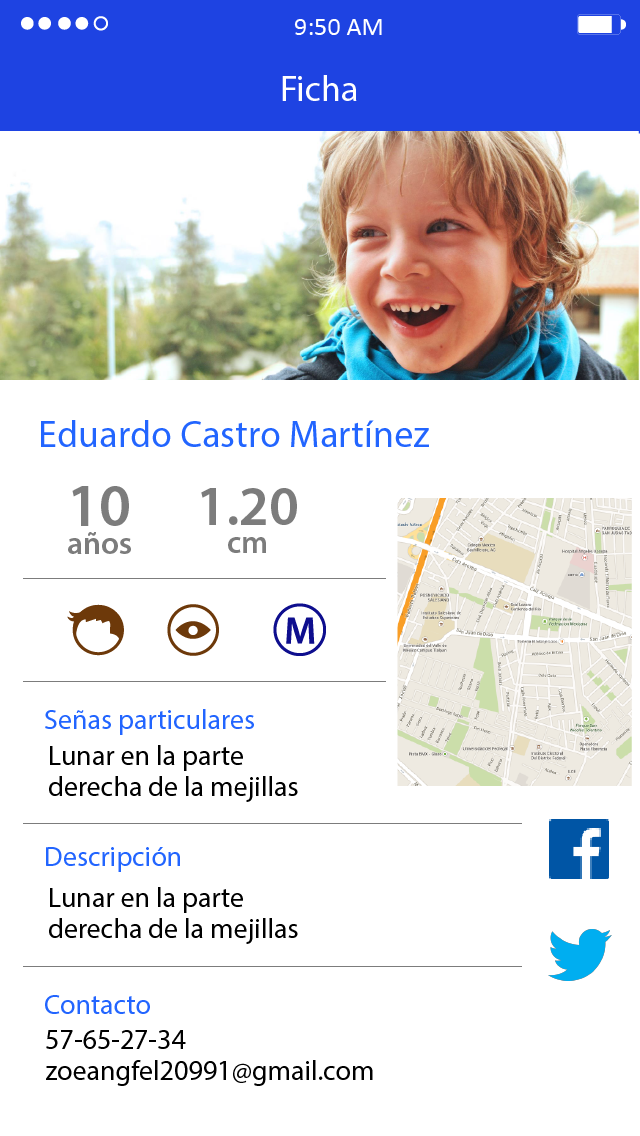 9:50 AM
Ficha
Eduardo Castro Martínez
10
años
1.20
cm
M
Señas particulares
Lunar en la parte
derecha de la mejillas
Descripción
Lunar en la parte
derecha de la mejillas
Contacto
57-65-27-34
zoeangfel20991@gmail.com